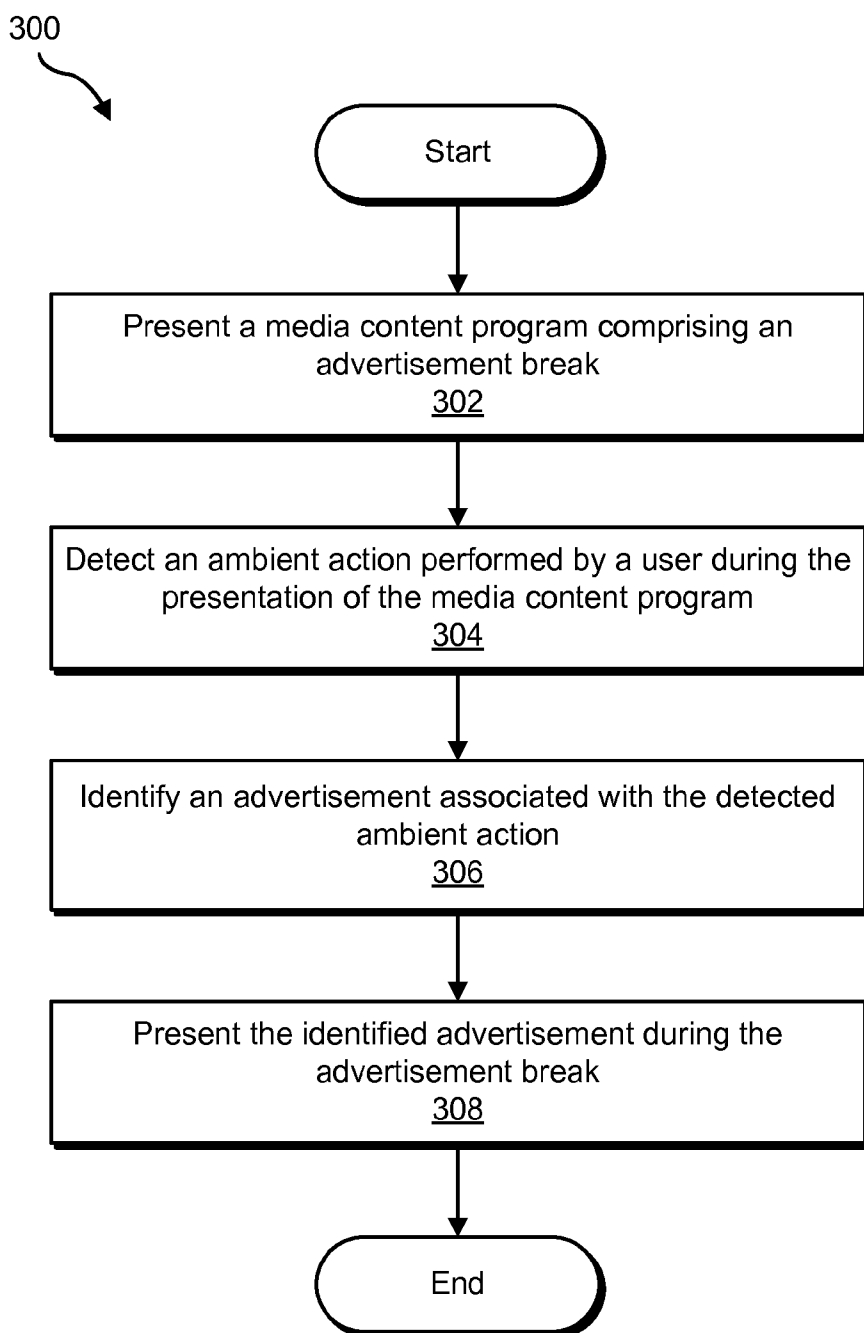 300
Start
Present a media content program comprising an
advertisement break
302
Detect an ambient action performed by a user during the
presentation of the media content program
304
Identify an advertisement associated with the detected
ambient action
306
Present the identified advertisement during the
advertisement break
308
End